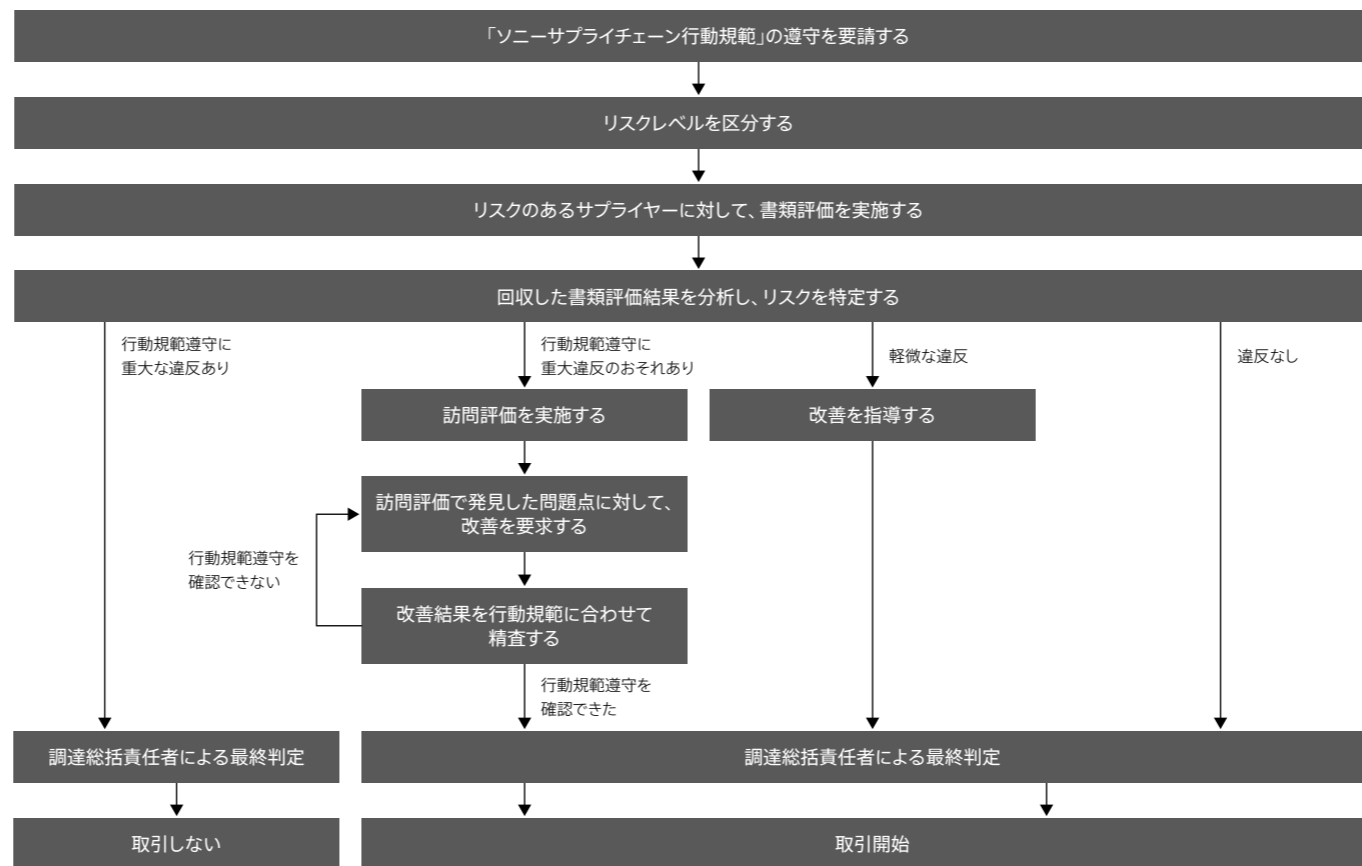 「ソニーサプライチェーン行動規範」の遵守を要請する
リスクレベルを区分する
リスクのあるサプライヤーに対して、書類評価を実施する
回収した書類評価結果を分析し、リスクを特定する
行動規範遵守に
重大な違反あり
行動規範遵守に
重大違反のおそれあり
軽微な違反
違反なし
訪問評価を実施する
改善を指導する
訪問評価で発見した問題点に対して、
改善を要求する
行動規範遵守を
確認できない
改善結果を行動規範に合わせて
精査する
行動規範遵守を
確認できた
調達総括責任者による最終判定
調達総括責任者による最終判定
取引しない
取引開始